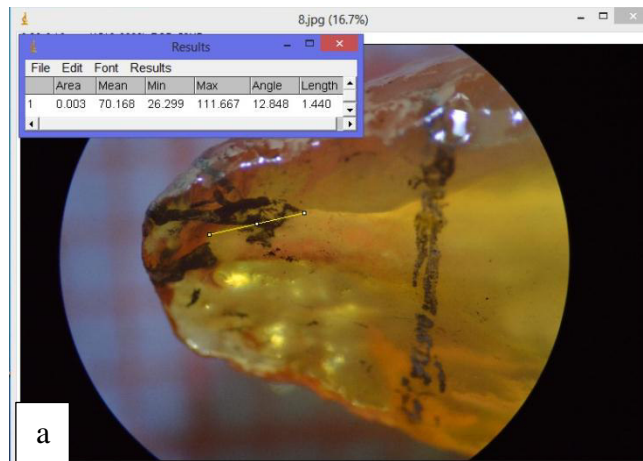 8.jpg (16.7%)
Results
File Edit Font Results
Area Mean Min Max Angle Length
1 0.003 70.168 26.299 111.667 12.848 1.440
a